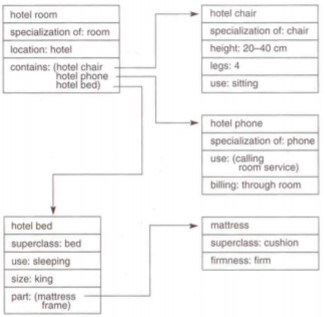 hotel room
specialization of: room
location: hotel
contains: (hotel chair
hotel phone
hotel bed)
hotel chair
specialization of: chair
height: 20–40 cm
legs: 4
use: sitting
hotel phone
specialization of: phone
use: (calling
room service)
billing: through room
hotel bed
superclass: bed
use: sleeping
size: king
part: (mattress
frame)
mattress
superclass: cushion
firmness: firm